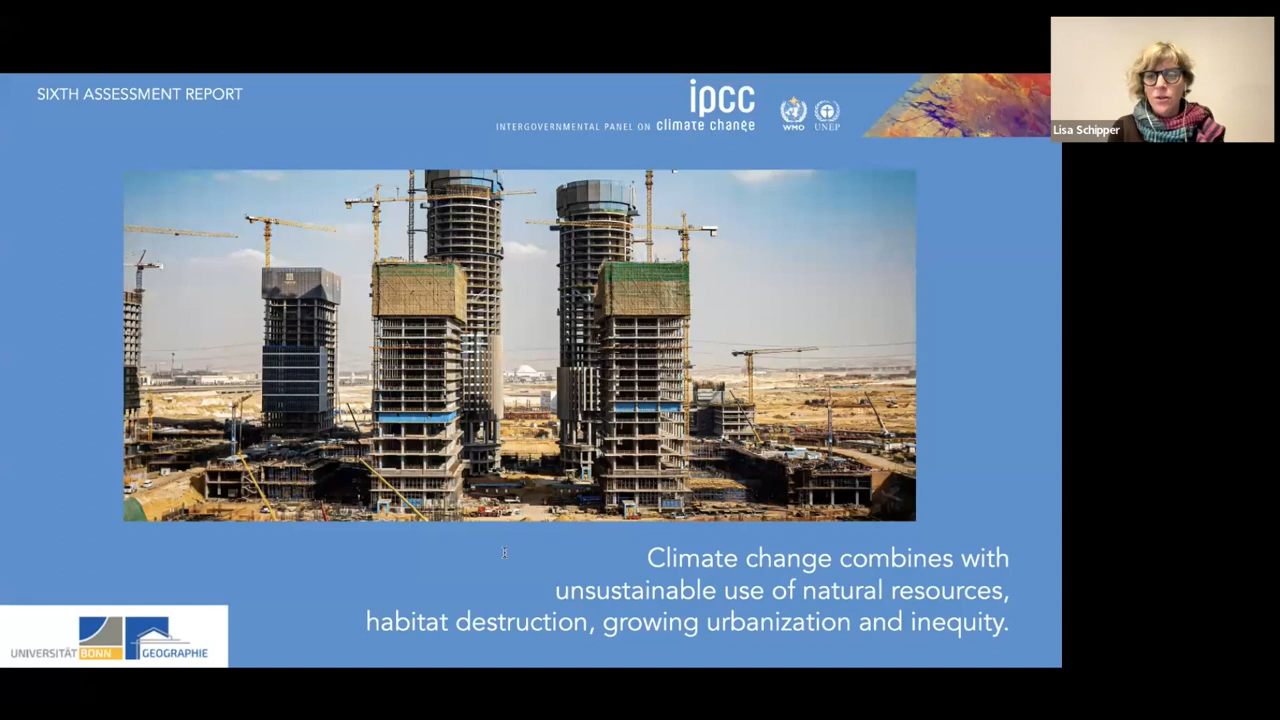 SIXTH ASSESSMENT REPORT
ipcc
INTERGOVERNMENTAL PANEL ON climate change
WMO
UNEP
Lisa Schipper
Climate change combines with
unsustainable use of natural resources,
habitat destruction, growing urbanization and inequity.
UNIVERSITÄT BONN
GEOGRAPHIE